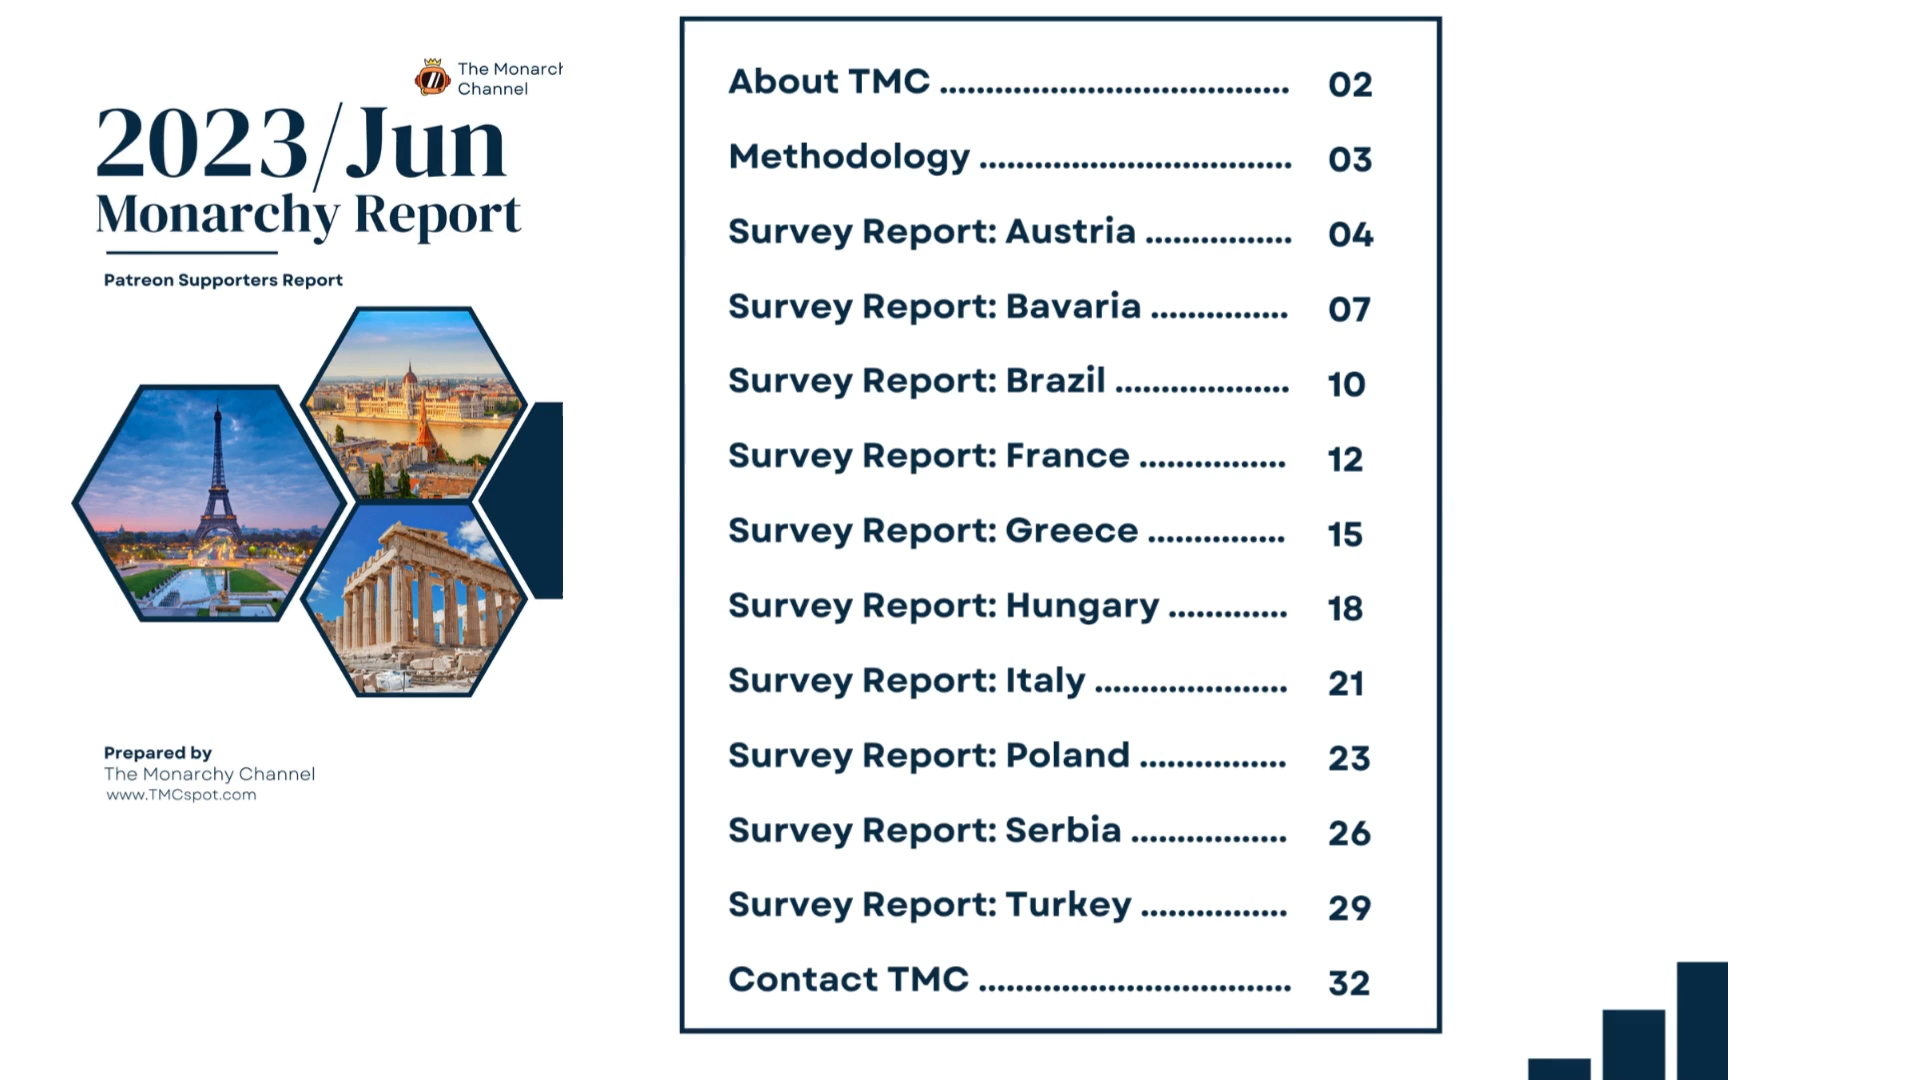 The Monarch
Channel
2023/Jun
Monarchy Report
Patreon Supporters Report
Prepared by
The Monarchy Channel
www.TMCspot.com
About TMC ...................................... 02
Methodology .................................. 03
Survey Report: Austria ................ 04
Survey Report: Bavaria ............... 07
Survey Report: Brazil ................... 10
Survey Report: France ................ 12
Survey Report: Greece ............... 15
Survey Report: Hungary ............. 18
Survey Report: Italy ..................... 21
Survey Report: Poland ................ 23
Survey Report: Serbia ................. 26
Survey Report: Turkey ................ 29
Contact TMC .................................. 32